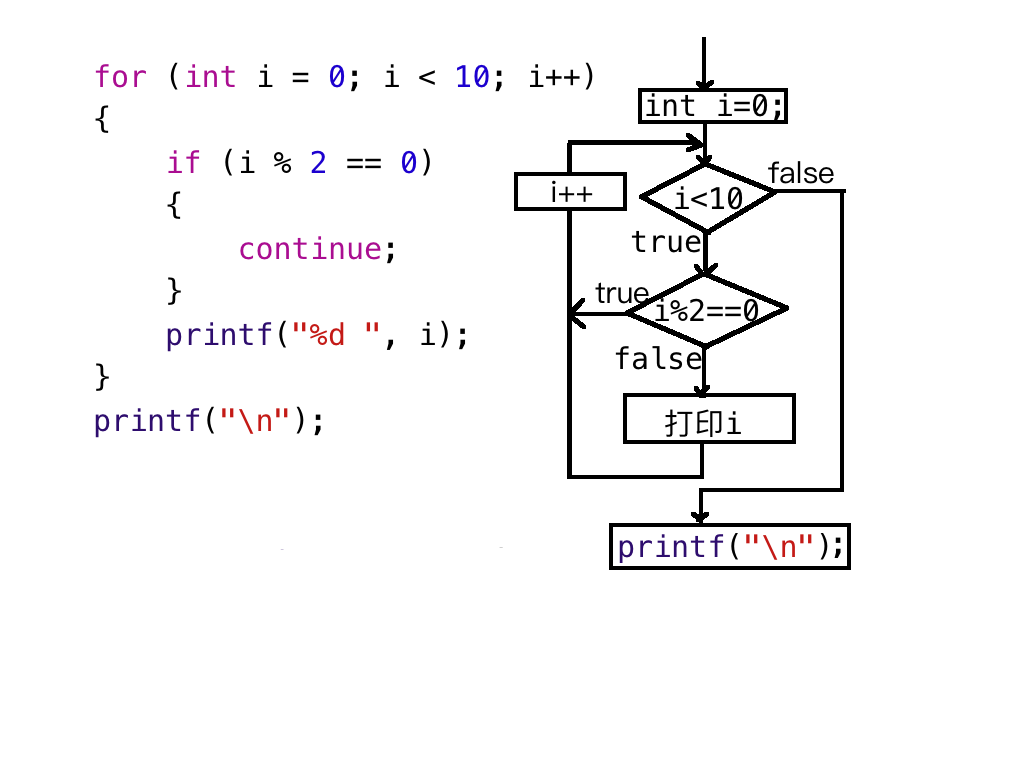 for (int i = 0; i < 10; i++)
{
    if (i % 2 == 0)
    {
        continue;
    }
    printf("%d ", i);
}
printf("\n");
int i=0;
i++
i<10
false
true
true
i%2==0
false
打印i
printf("\n");